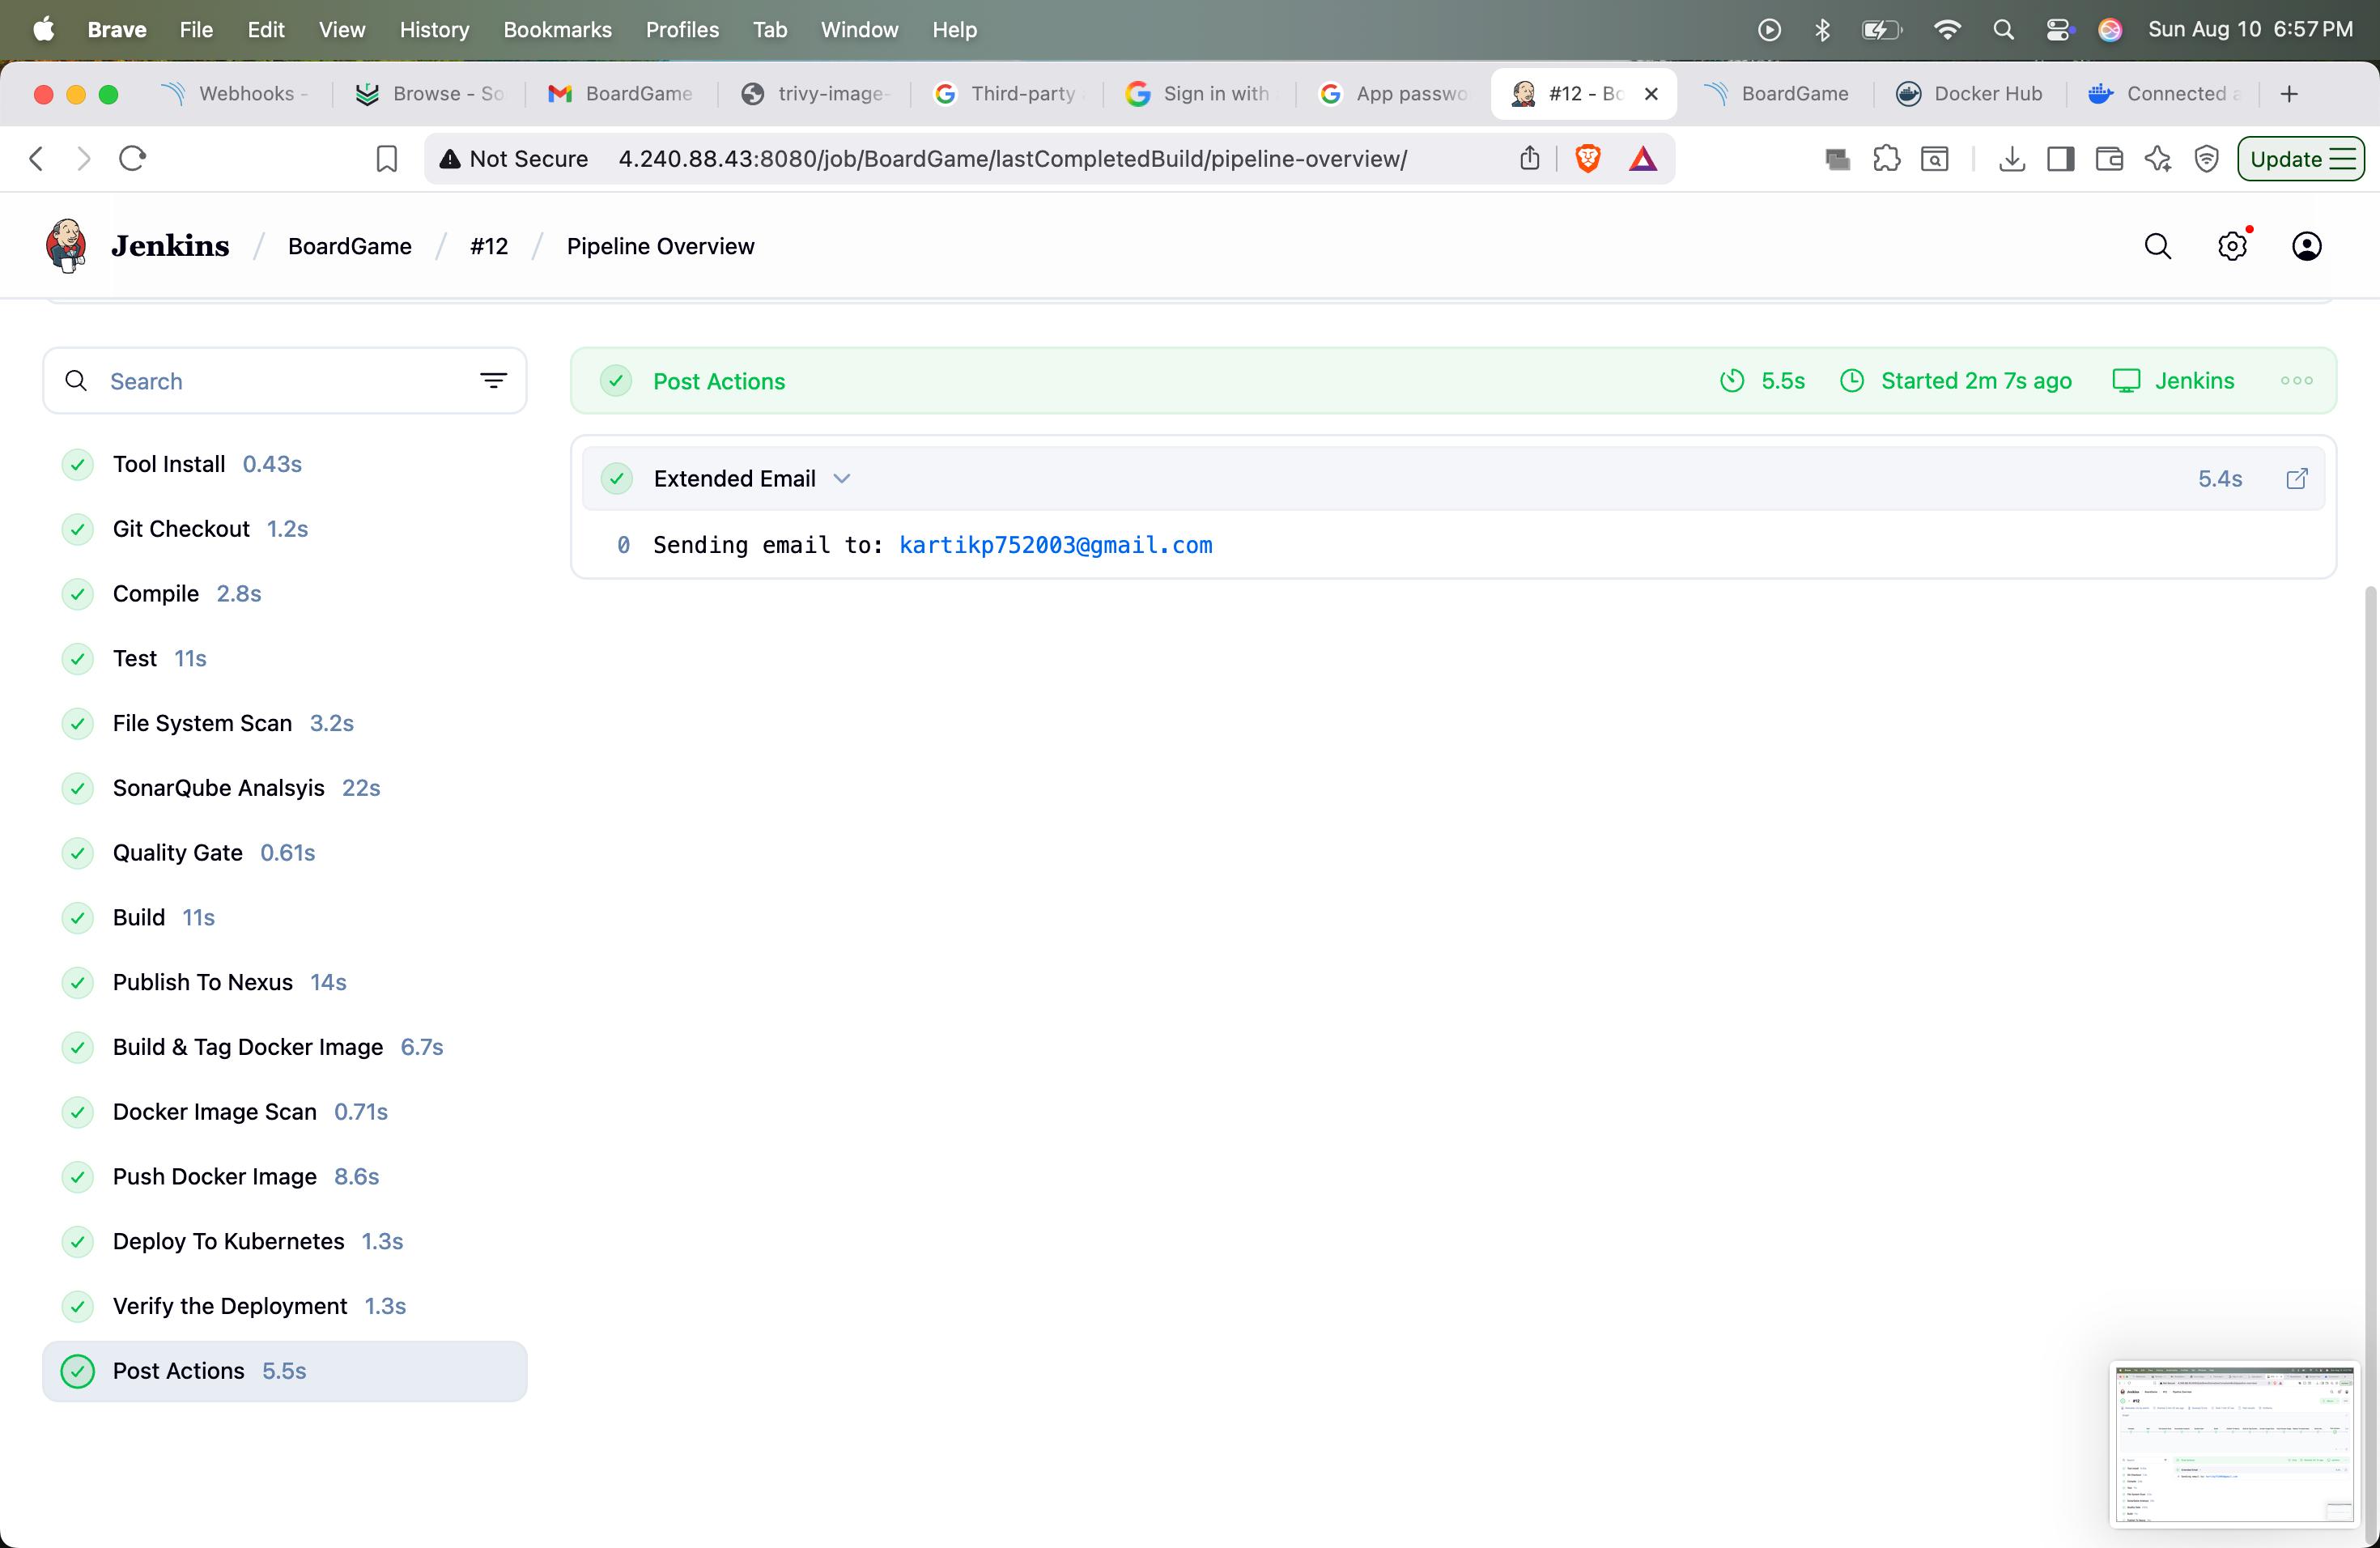 Brave File Edit View History Bookmarks Profiles Tab Window Help Sun Aug 10 6:57 PM
Webhooks - Browse - So BoardGame trivy-image- Third-party Sign in with App passwo #12 - Bo BoardGame Docker Hub Connected a
Not Secure 4.240.88.43:8080/job/BoardGame/lastCompletedBuild/pipeline-overview/ Update
Jenkins / BoardGame / #12 / Pipeline Overview
Search
Tool Install 0.43s
Git Checkout 1.2s
Compile 2.8s
Test 11s
File System Scan 3.2s
SonarQube Analsyis 22s
Quality Gate 0.61s
Build 11s
Publish To Nexus 14s
Build & Tag Docker Image 6.7s
Docker Image Scan 0.71s
Push Docker Image 8.6s
Deploy To Kubernetes 1.3s
Verify the Deployment 1.3s
Post Actions 5.5s
Post Actions 5.5s Started 2m 7s ago Jenkins
Extended Email 5.4s
0 Sending email to: kartikp752003@gmail.com